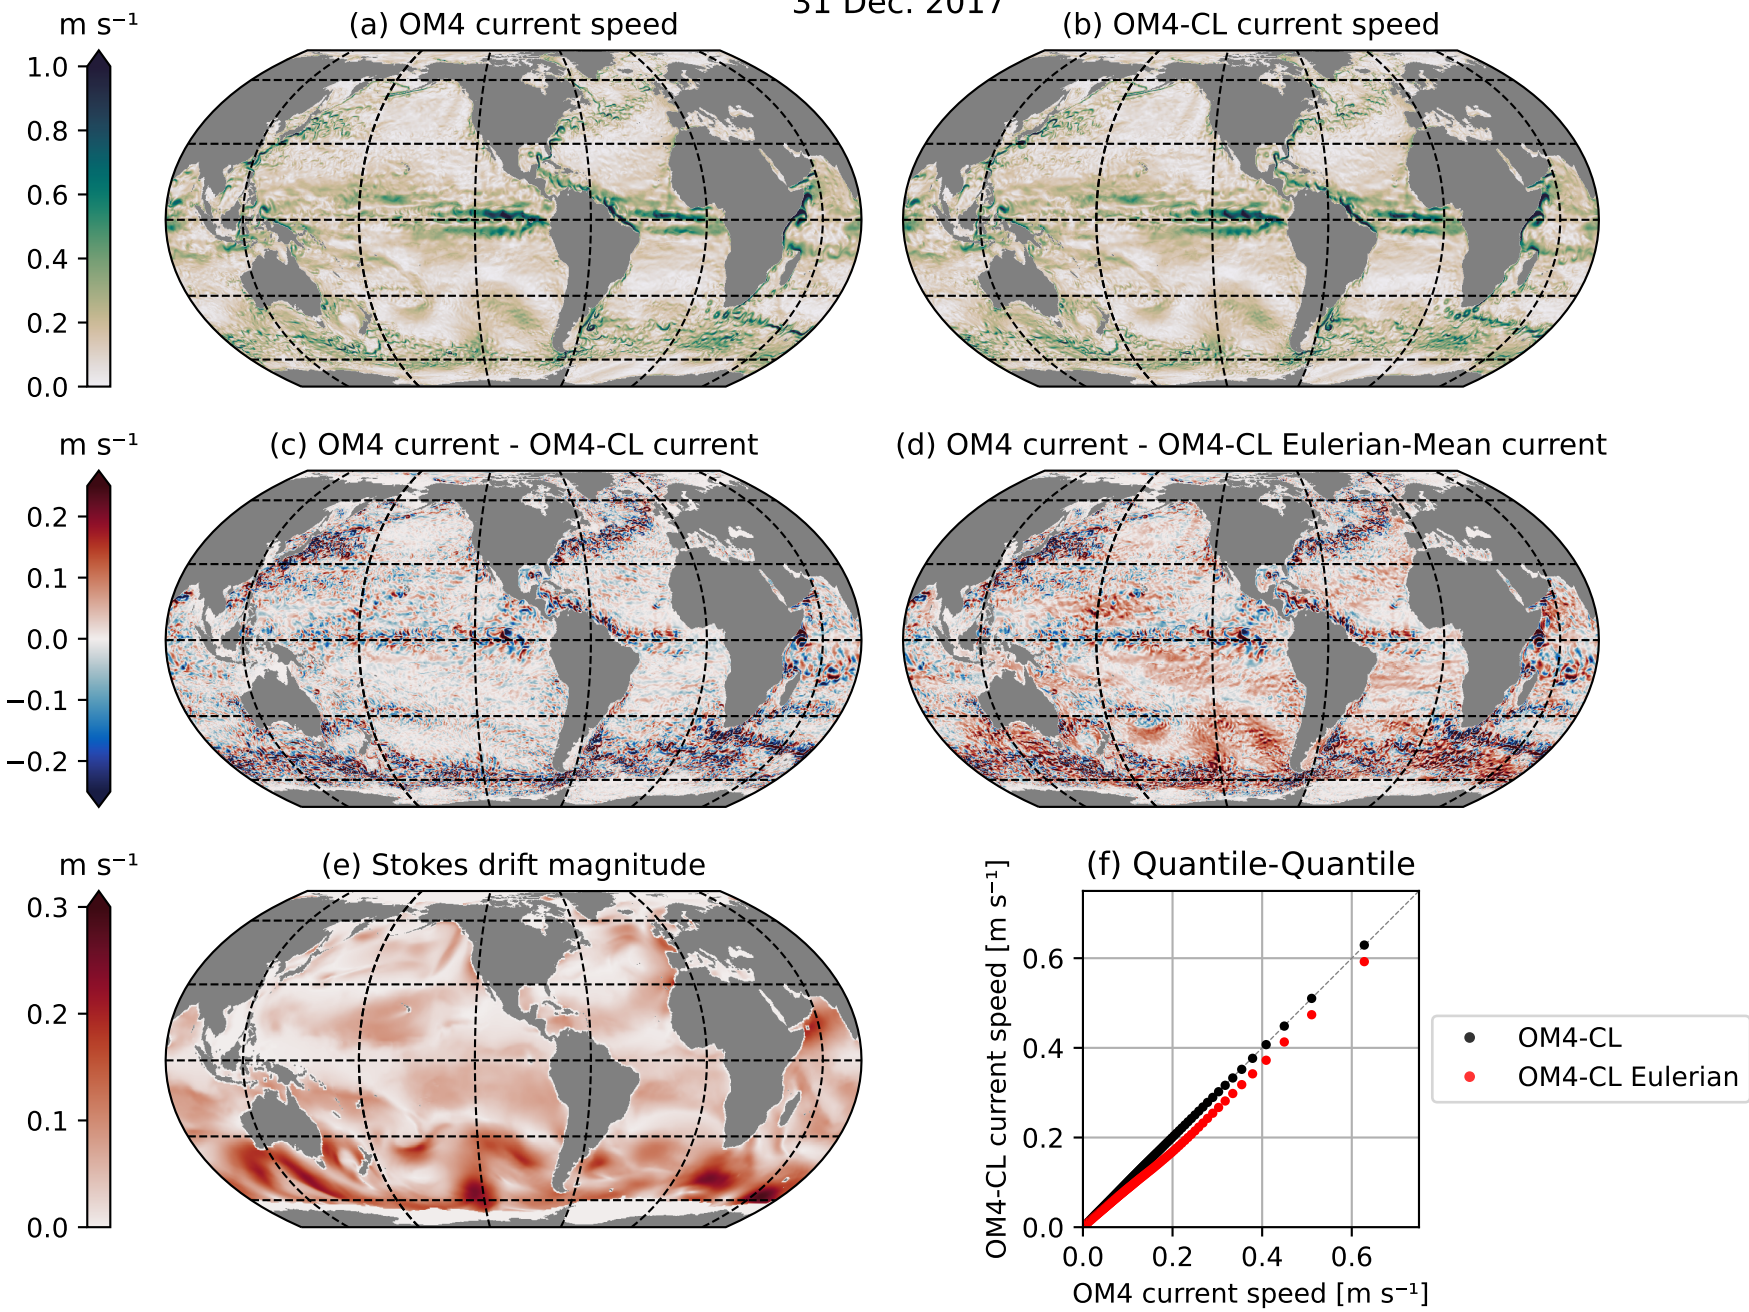 31 Dec. 2017
m s⁻¹
(a) OM4 current speed
(b) OM4-CL current speed
1.0
0.8
0.6
0.4
0.2
0.0
m s⁻¹
(c) OM4 current - OM4-CL current
(d) OM4 current - OM4-CL Eulerian-Mean current
0.2
0.1
0.0
−0.1
−0.2
m s⁻¹
(e) Stokes drift magnitude
(f) Quantile-Quantile
0.3
0.2
0.1
0.0
OM4-CL current speed [m s⁻¹]
0.6
0.4
0.2
0.0
0.0 0.2 0.4 0.6
OM4 current speed [m s⁻¹]
OM4-CL
OM4-CL Eulerian